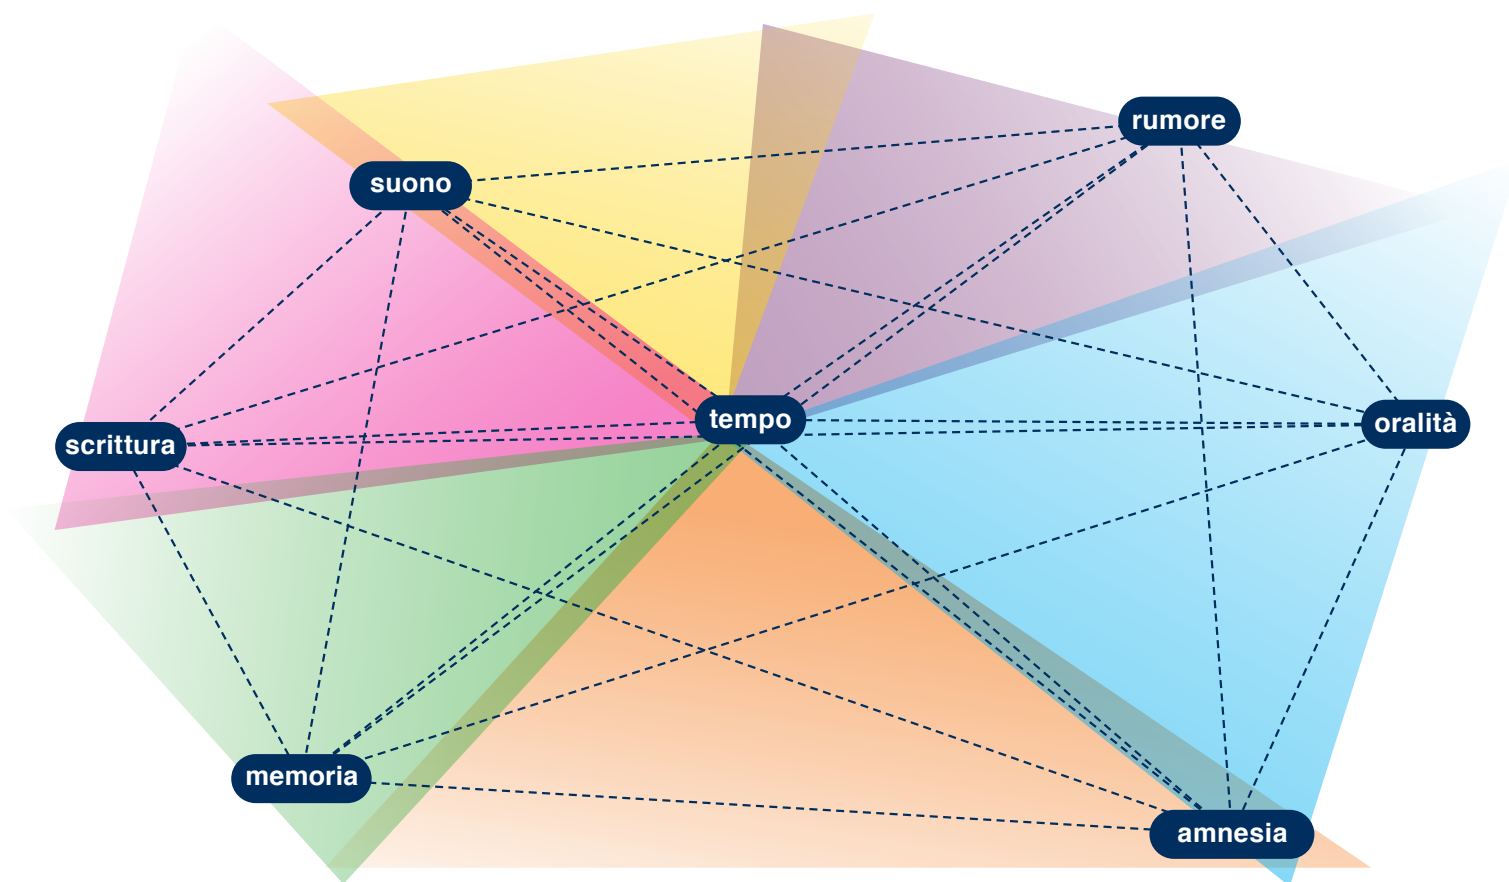 rumore
suono
tempo
oralità
scrittura
memoria
amnesia